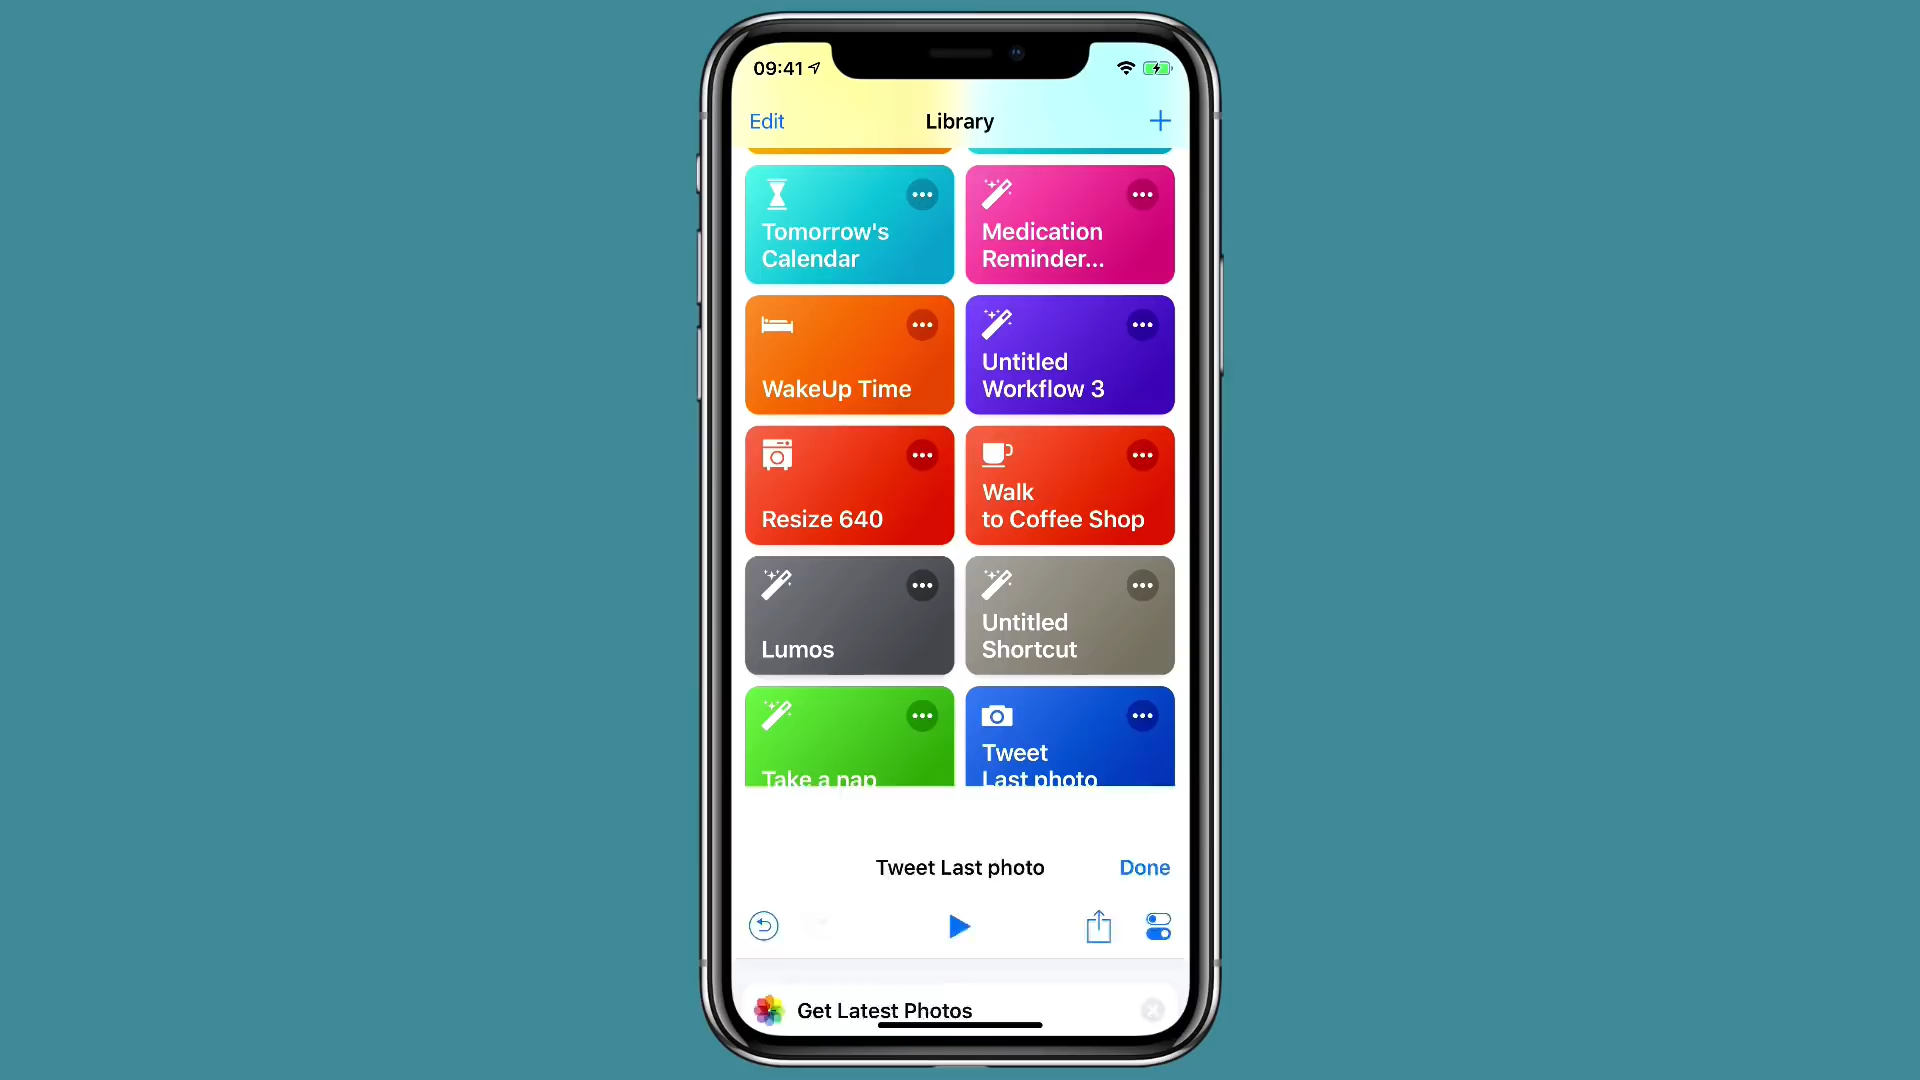 09:41
Edit
Library
Tomorrow's
Calendar
Medication
Reminder...
WakeUp Time
Untitled
Workflow 3
Resize 640
Walk
to Coffee Shop
Lumos
Untitled
Shortcut
Take a nap
Tweet
Last photo
Tweet Last photo
Done
Get Latest Photos